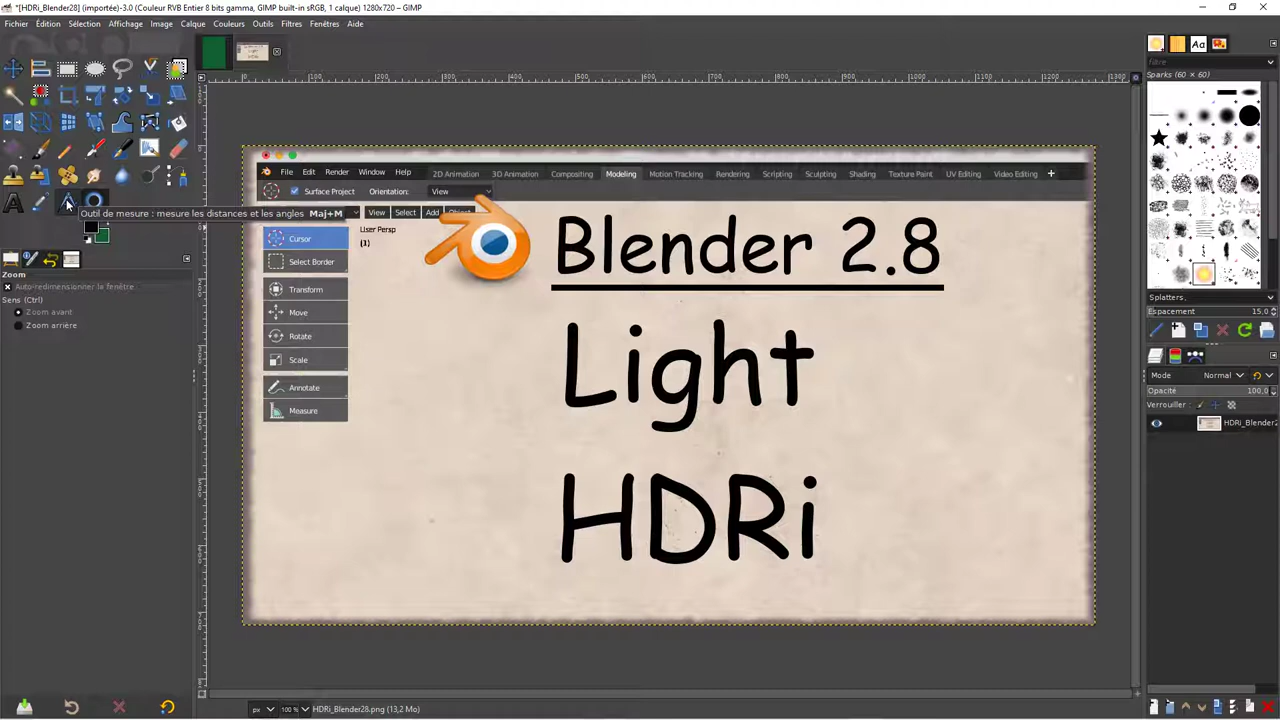 *[HDRi_Blender28] (importée)-3.0 (Couleur RVB Entier 8 bits gamma, GIMP built-in sRGB, 1 calque) 1280x720 – GIMP
Fichier Édition Sélection Affichage Image Calque Couleurs Outils Filtres Fenêtres Aide
filtre
Sparks (60 × 60)
Outil de mesure : mesure les distances et les angles Maj+M
Zoom
Auto-redimensionner la fenêtre
Sens (Ctrl)
Zoom avant
Zoom arrière
File Edit Render Window Help 2D Animation 3D Animation Compositing Modeling Motion Tracking Rendering Scripting Sculpting Shading Texture Paint UV Editing Video Editing +
Surface Project Orientation: View
View Select Add Object
User Persp
(1)
Cursor
Select Border
Transform
Move
Rotate
Scale
Annotate
Measure
Blender 2.8
Light
HDRi
Splatters,
Espacement 15,0
Mode Normal
Opacité 100,0
Verrouiller :
HDRi_Blender2
px 100 % HDRi_Blender28.png (13,2 Mo)